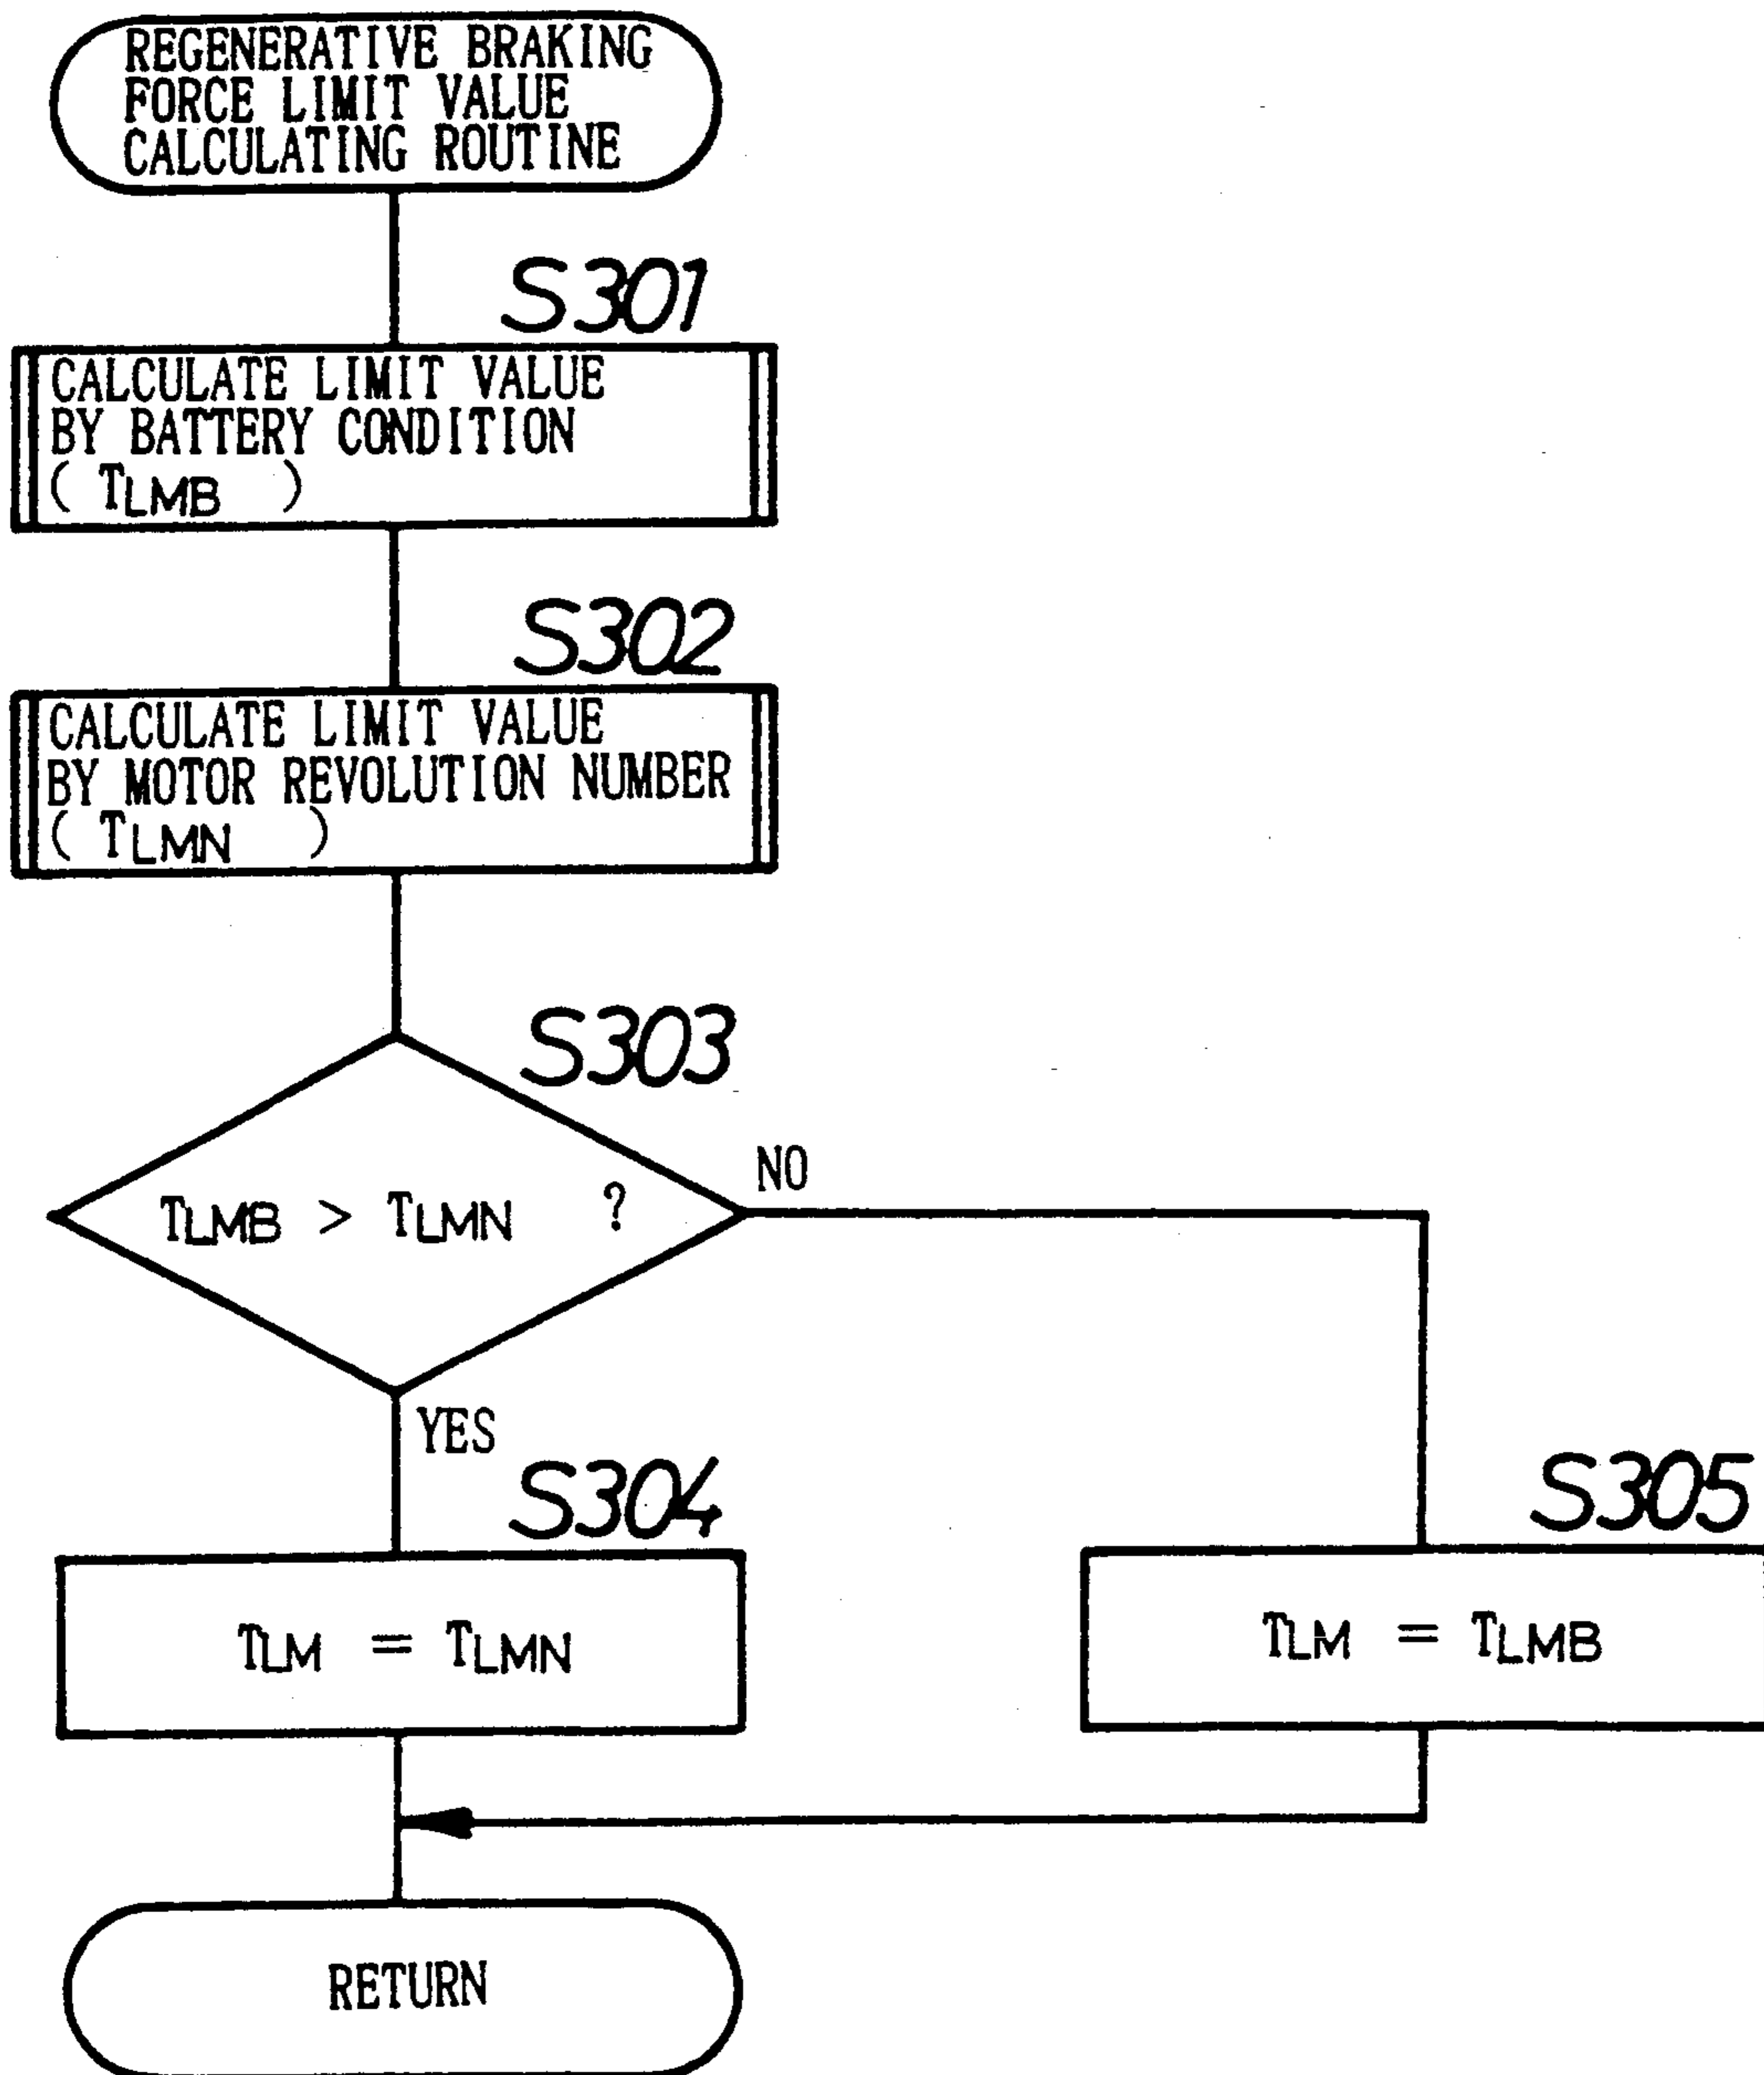 REGENERATIVE BRAKING
FORCE LIMIT VALUE
CALCULATING ROUTINE
S301
CALCULATE LIMIT VALUE
BY BATTERY CONDITION
( TLMB )
S302
CALCULATE LIMIT VALUE
BY MOTOR REVOLUTION NUMBER
( TLMN )
S303
TLMB > TLMN ?
NO
YES
S304
TLM = TLMN
S305
TLM = TLMB
RETURN